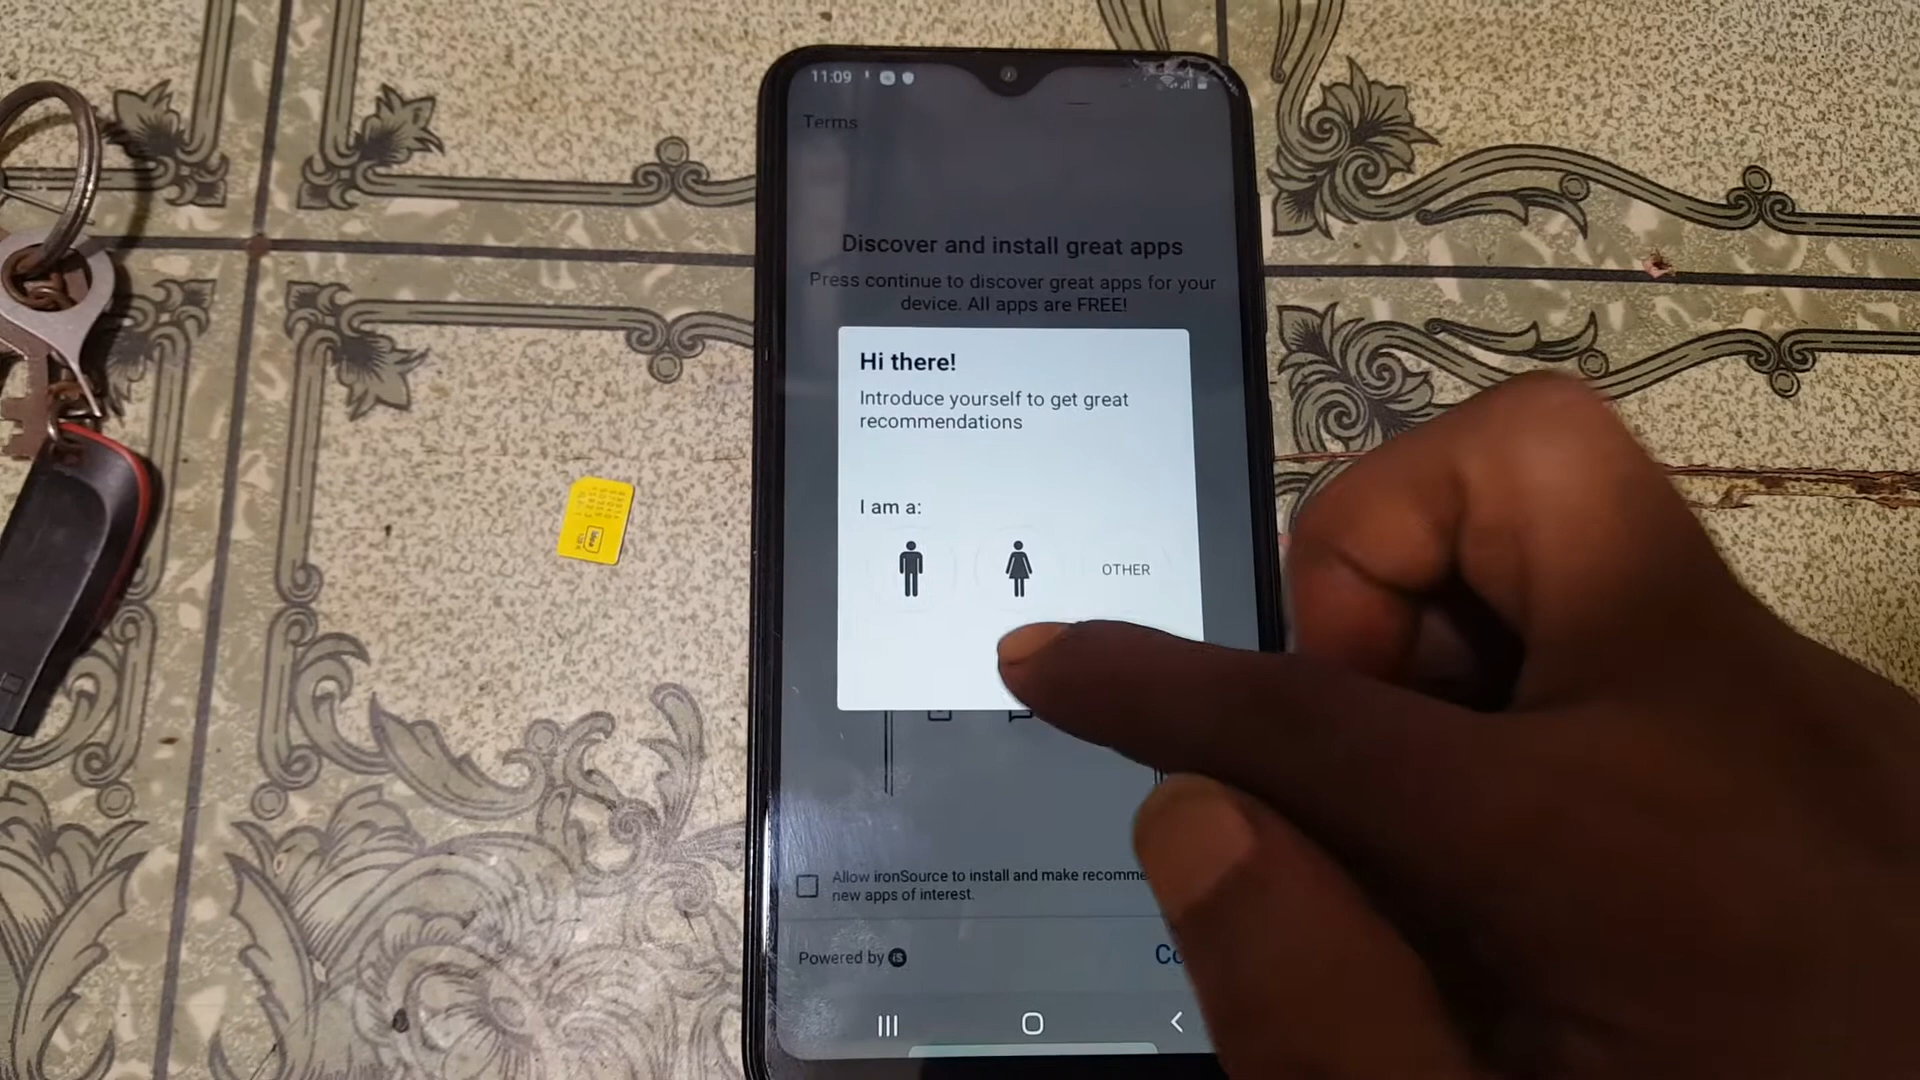 11:09
Terms
Discover and install great apps
Press continue to discover great apps for your
device. All apps are FREE!
Hi there!
Introduce yourself to get great
recommendations
I am a:
OTHER
Allow ironSource to install and make
new apps of interest.
Powered by is